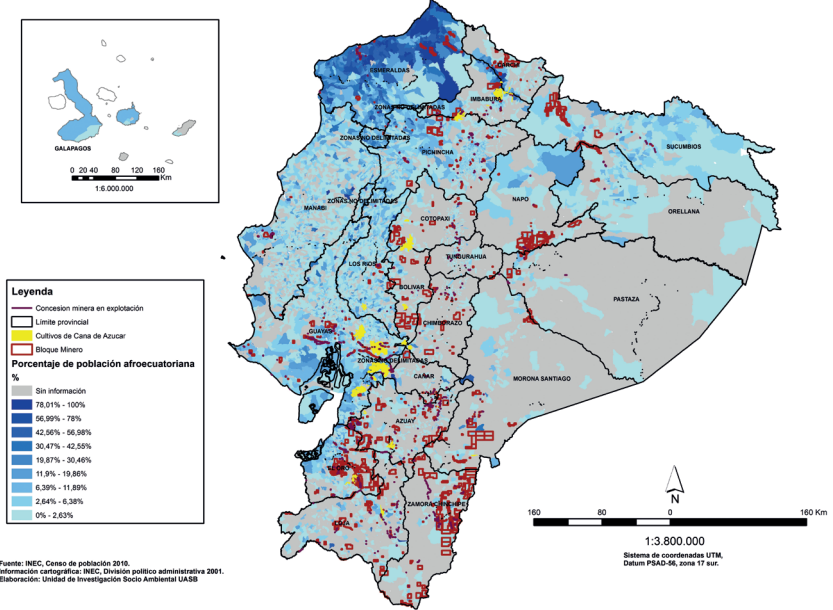 GALAPAGOS
0 20 40 80 120 160
Km
1:6.000.000
Leyenda
Concesion minera en explotación
Límite provincial
Cultivos de Cana de Azucar
Bloque Minero
Porcentaje de población afroecuatoriana
%
Sin información
78,01% - 100%
56,99% - 78%
42,56% - 56,98%
30,47% - 42,55%
19,87% - 30,46%
11,9% - 19,86%
6,39% - 11,89%
2,64% - 6,38%
0% - 2,63%
ESMERALDAS
CARCHI
IMBABURA
ZONAS NO DELIMITADAS
ZONAS NO DELIMITADAS
PICHINCHA
SUCUMBIOS
MANABI
ZONAS NO DELIMITADAS
NAPO
ORELLANA
COTOPAXI
LOS RIOS
TUNGURAHUA
BOLIVAR
PASTAZA
GUAYAS
CHIMBORAZO
ZONAS NO DELIMITADAS
CAÑAR
MORONA SANTIAGO
AZUAY
EL ORO
ZAMORA CHINCHIPE
LOJA
N
160 80 0 160 Km
1:3.800.000
Sistema de coordenadas UTM,
Datum PSAD-56, zona 17 sur.
Fuente: INEC, Censo de población 2010.
Información cartográfica: INEC, División político administrativa 2001.
Elaboración: Unidad de Investigación Socio Ambiental UASB